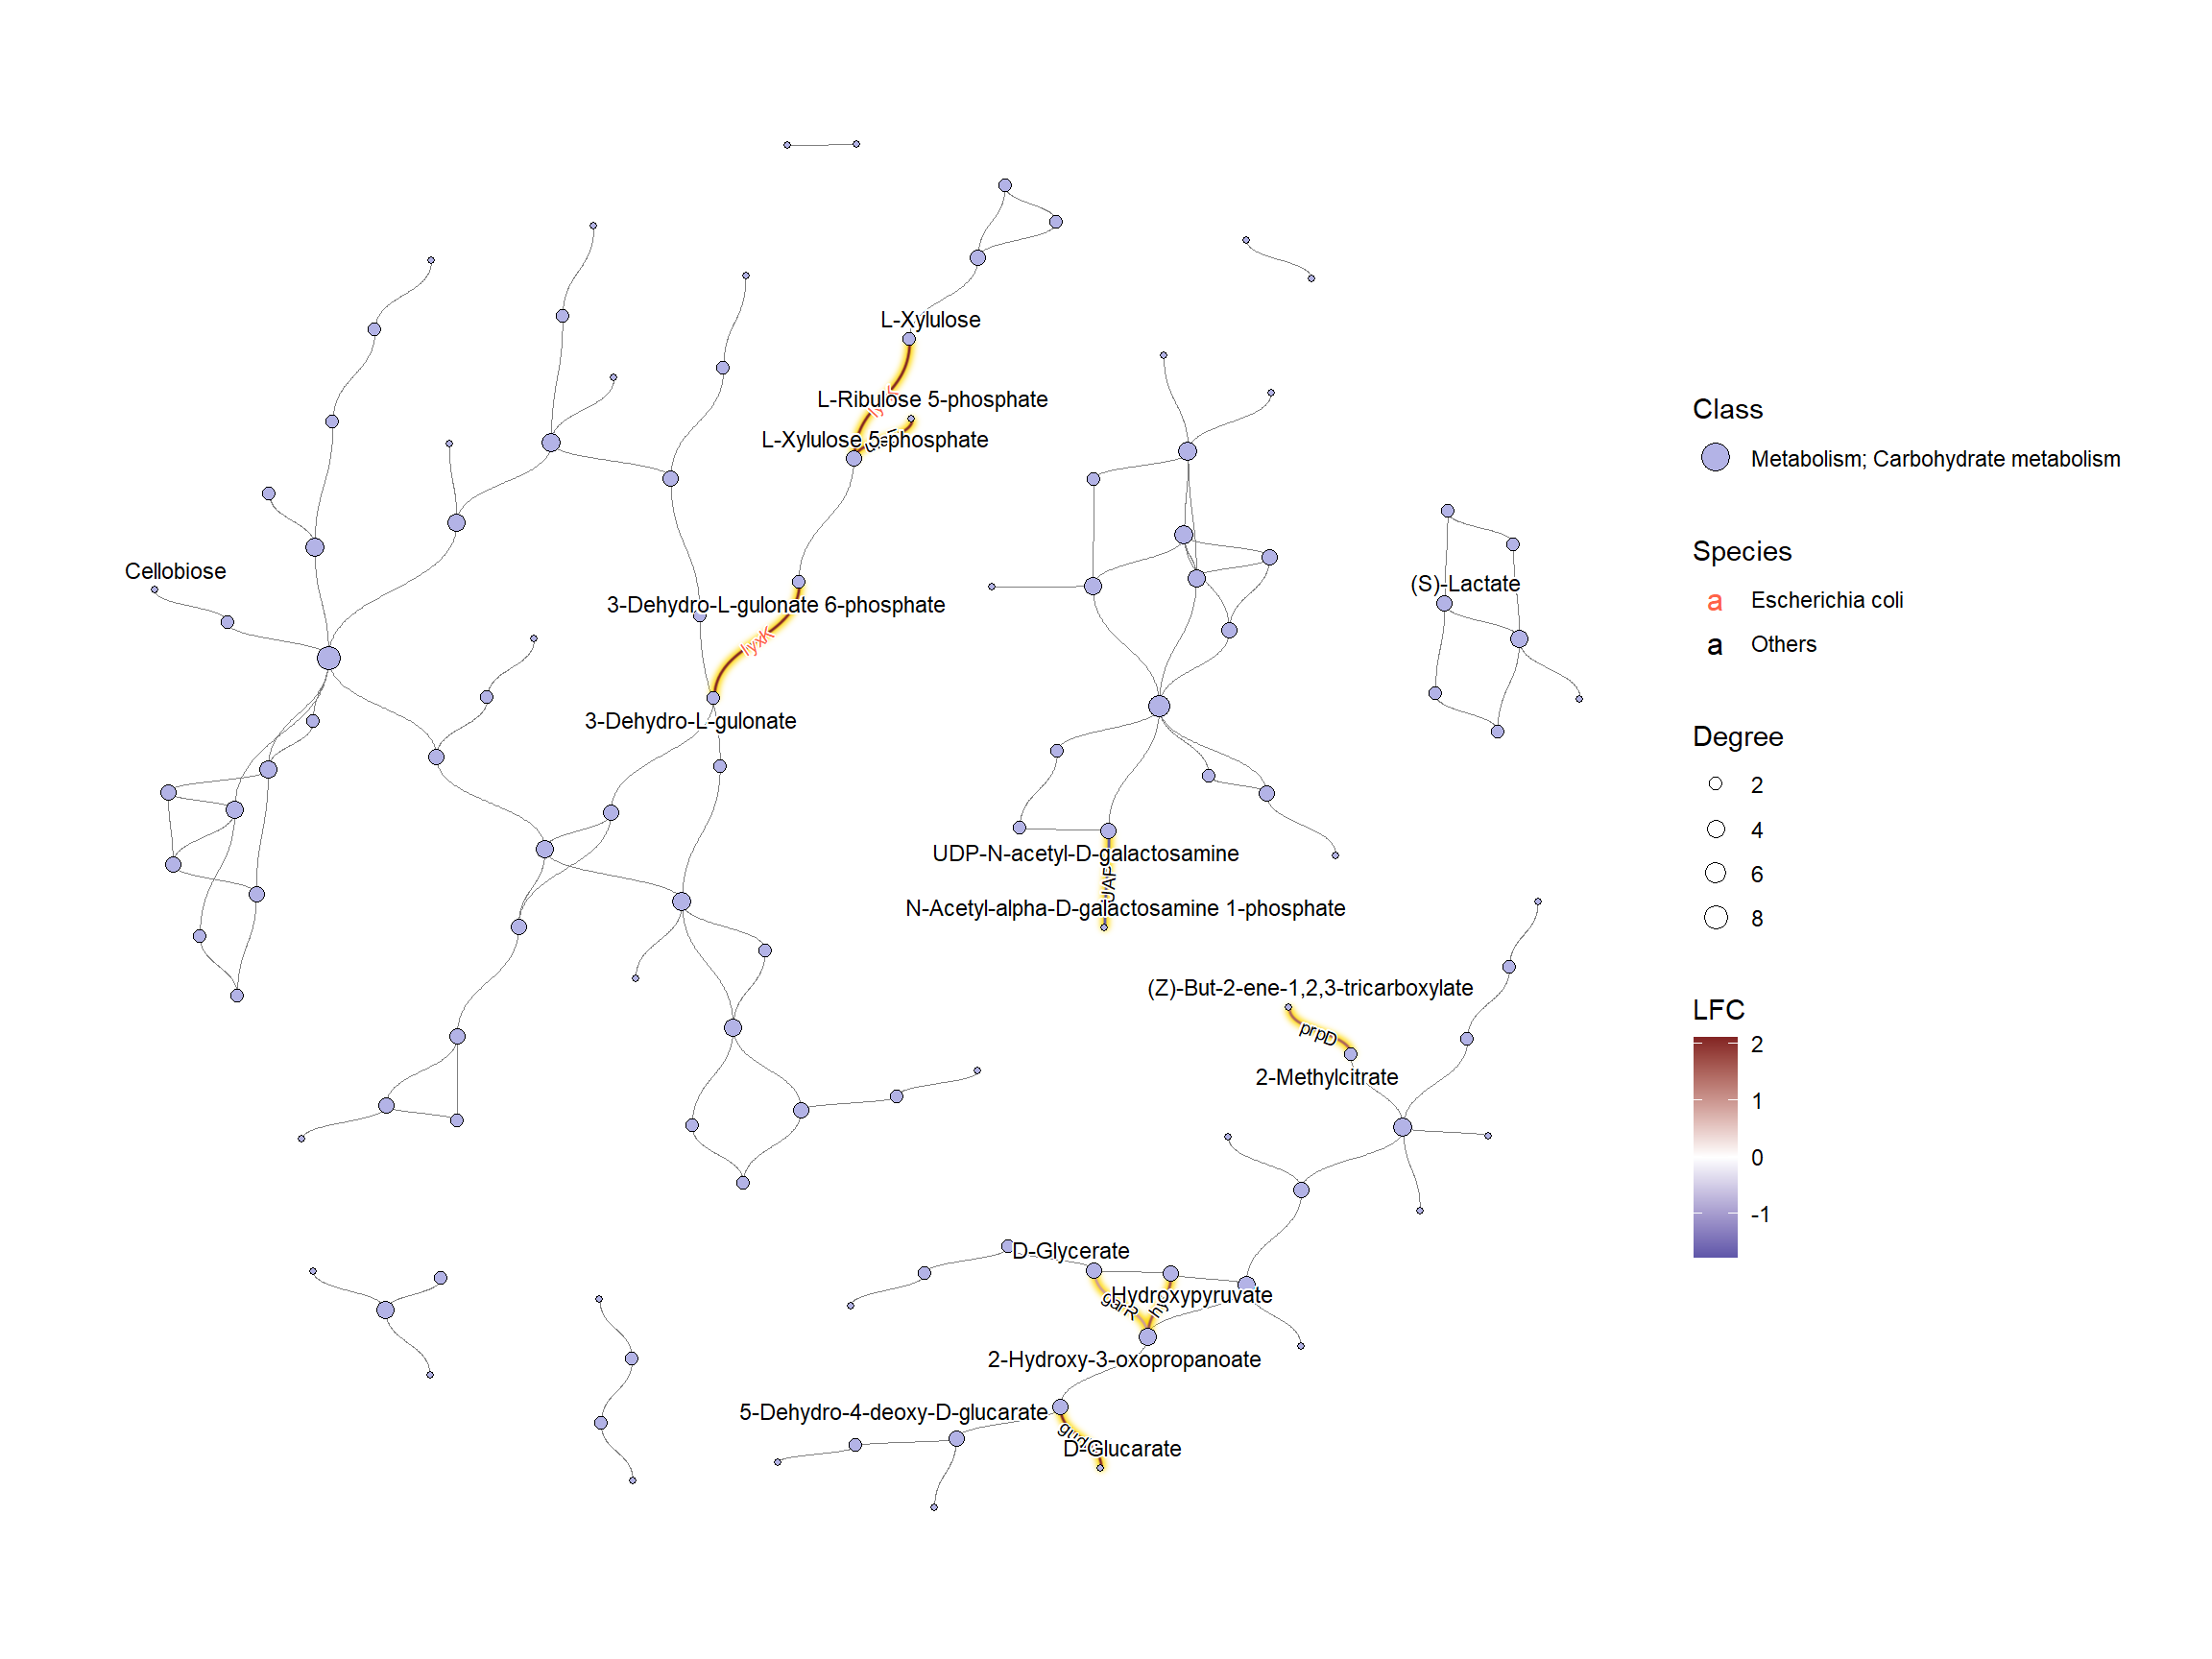 L-Xylulose
L-Ribulose 5-phosphate
L-Xylulose 5-phosphate
Cellobiose
3-Dehydro-L-gulonate 6-phosphate
lyxK
3-Dehydro-L-gulonate
(S)-Lactate
UDP-N-acetyl-D-galactosamine
UAP
N-Acetyl-alpha-D-galactosamine 1-phosphate
(Z)-But-2-ene-1,2,3-tricarboxylate
prpD
2-Methylcitrate
D-Glycerate
Hydroxypyruvate
garR
2-Hydroxy-3-oxopropanoate
5-Dehydro-4-deoxy-D-glucarate
D-Glucarate
Class
Metabolism; Carbohydrate metabolism
Species
a Escherichia coli
a Others
Degree
2
4
6
8
LFC
2
1
0
-1